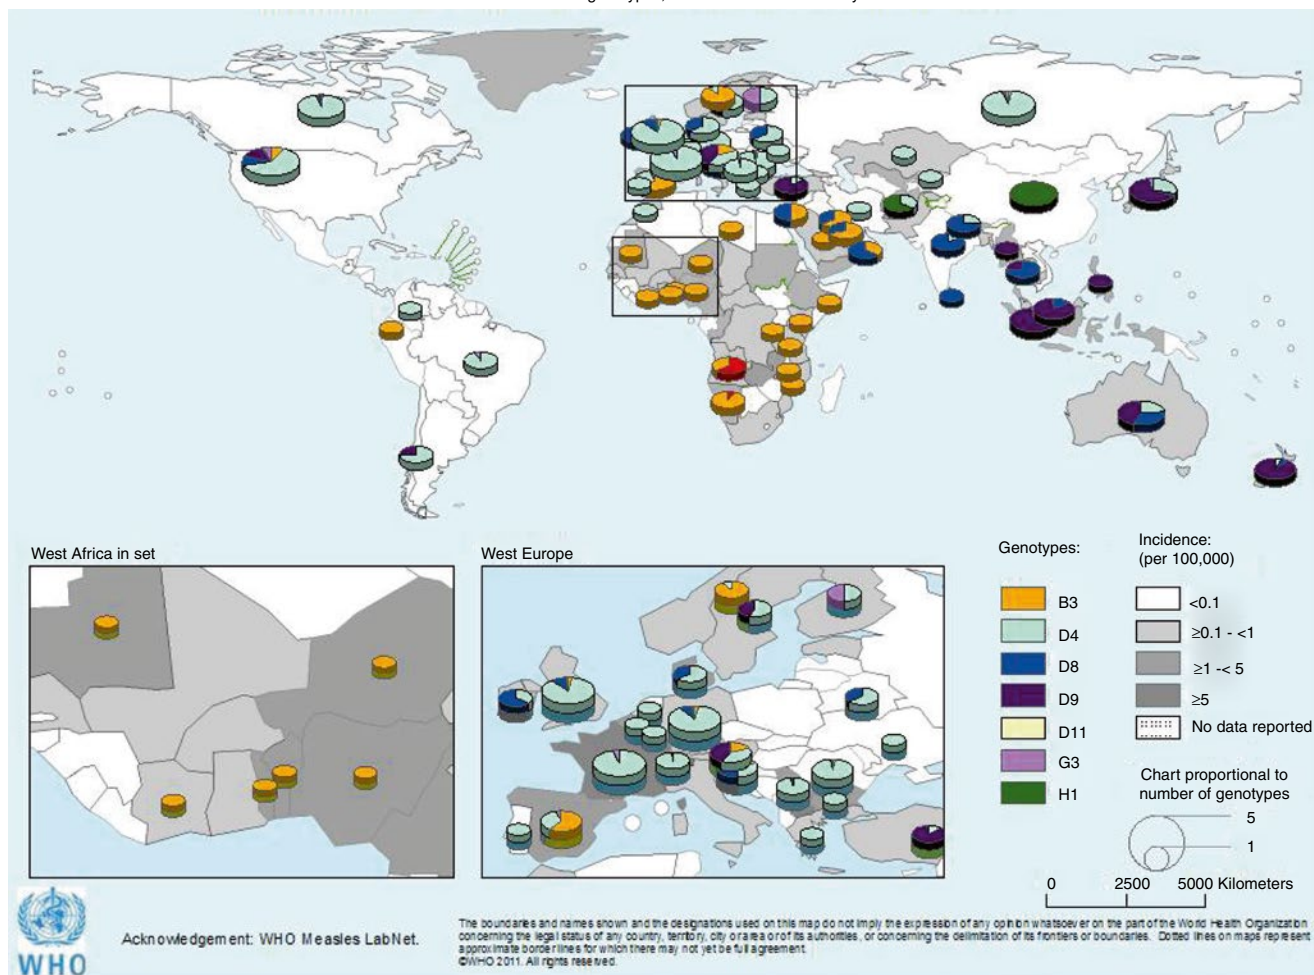 West Africa in set
West Europe
Genotypes:
B3
D4
D8
D9
D11
G3
H1
Incidence:
(per 100,000)
<0.1
≥0.1 - <1
≥1 -< 5
≥5
No data reported
Chart proportional to
number of genotypes
5
1
0 2500 5000 Kilometers
WHO
Acknowledgement: WHO Measles LabNet.
The boundaries and names shown and the designations used on this map do not imply the expression of any opinion whatsoever on the part of the World Health Organization
concerning the legal status of any country, territory, city or area or of its authorities, or concerning the delimitation of its frontiers or boundaries. Dotted lines on maps represent
approximate border lines for which there may not yet be full agreement.
©WHO 2011. All rights reserved.